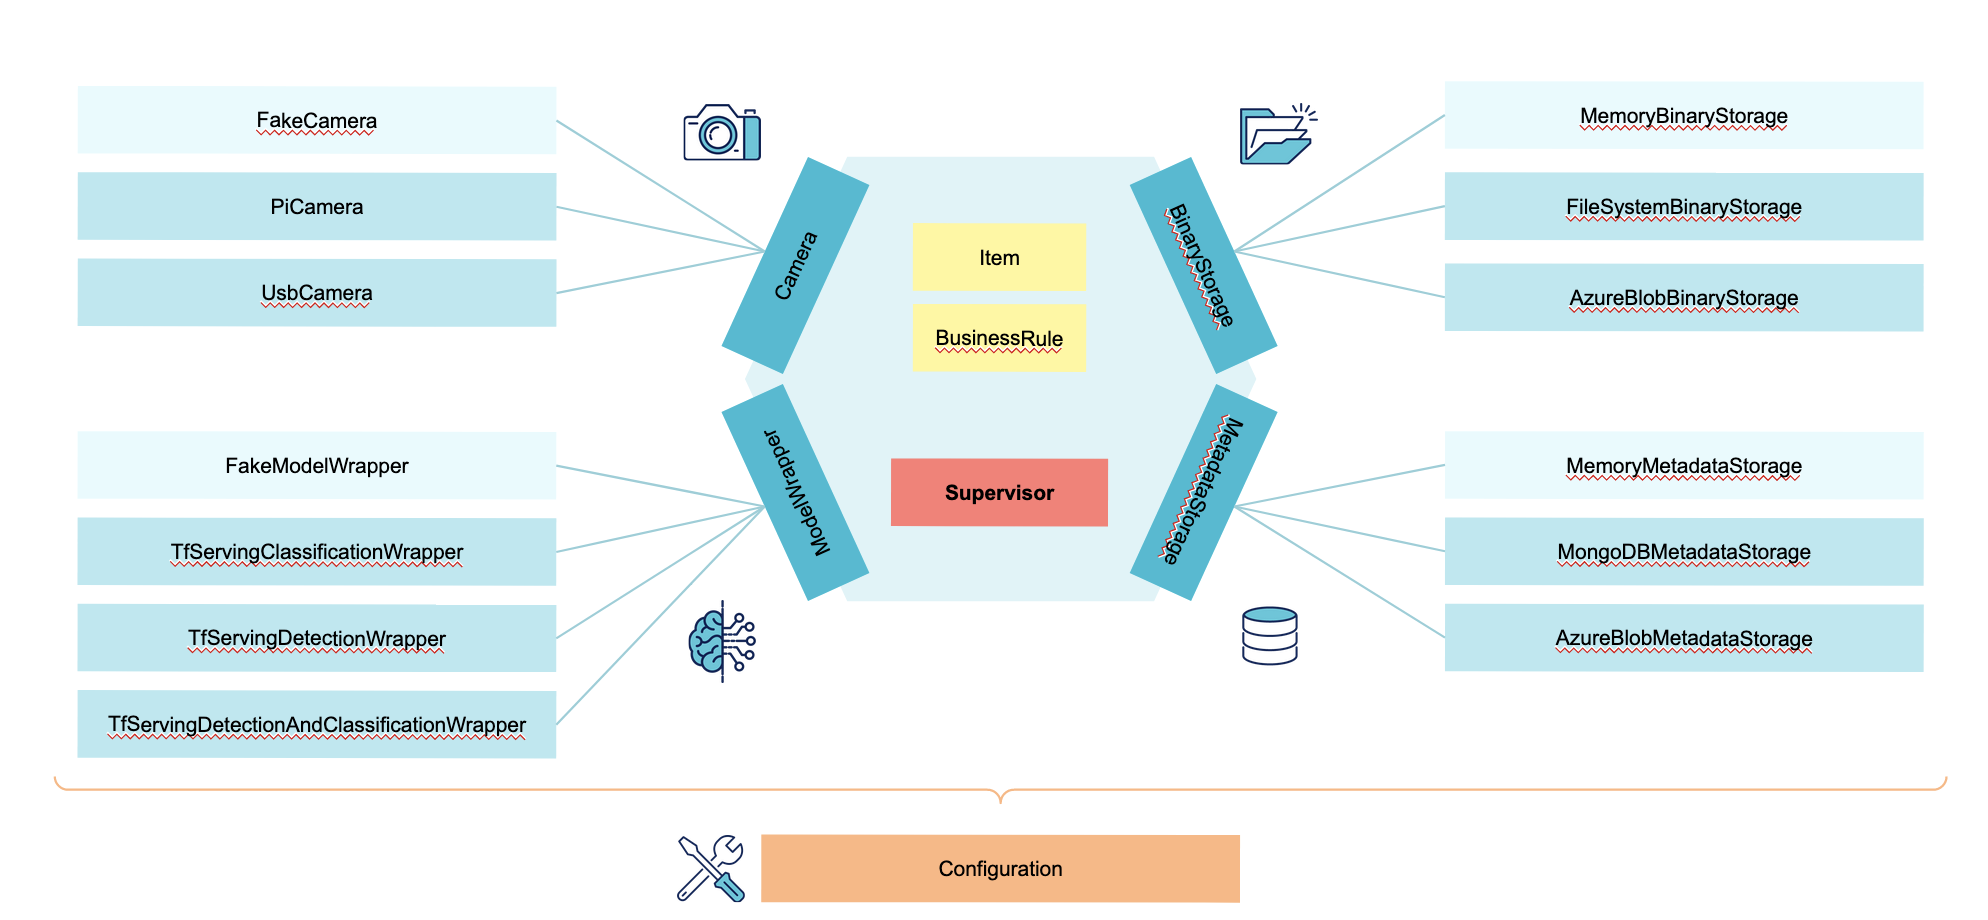 FakeCamera
PiCamera
UsbCamera
Camera
Item
BusinessRule
BinaryStorage
MemoryBinaryStorage
FileSystemBinaryStorage
AzureBlobBinaryStorage
FakeModelWrapper
TfServingClassificationWrapper
TfServingDetectionWrapper
TfServingDetectionAndClassificationWrapper
ModelWrapper
Supervisor
MetadataStorage
MemoryMetadataStorage
MongoDBMetadataStorage
AzureBlobMetadataStorage
Configuration